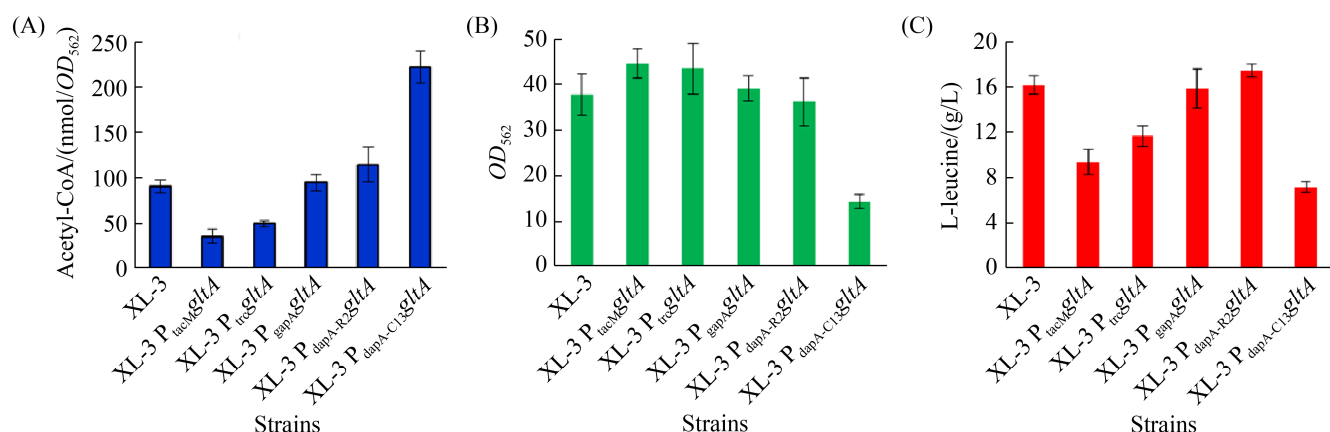 (A)
Acetyl-CoA/(nmol/OD562)
250
200
150
100
50
0
XL-3
XL-3 PtacMgltA
XL-3 PtrogltA
XL-3 PgapAgltA
XL-3 PdapA-R2gltA
XL-3 PdapA-C13gltA
Strains
(B)
OD562
50
40
30
20
10
0
XL-3
XL-3 PtacMgltA
XL-3 PtrogltA
XL-3 PgapAgltA
XL-3 PdapA-R2gltA
XL-3 PdapA-C13gltA
Strains
(C)
L-leucine/(g/L)
20
16
12
8
4
0
XL-3
XL-3 PtacMgltA
XL-3 PtrogltA
XL-3 PgapAgltA
XL-3 PdapA-R2gltA
XL-3 PdapA-C13gltA
Strains